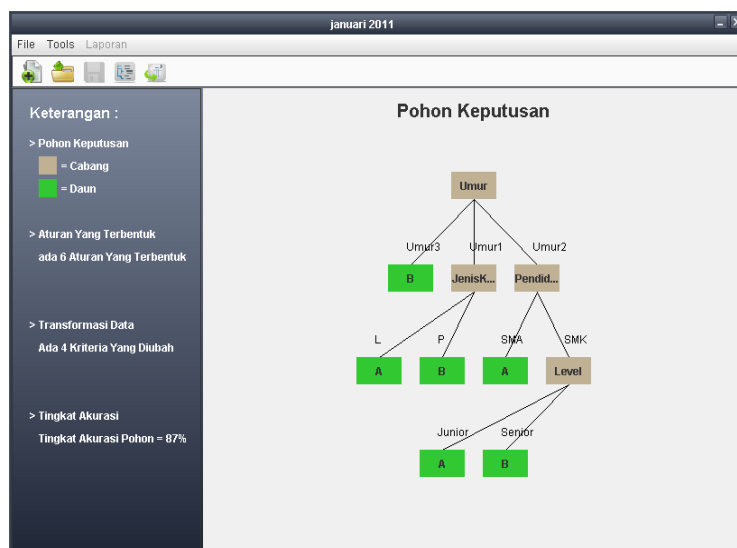 januari 2011
File Tools Laporan
Keterangan :
> Pohon Keputusan
= Cabang
= Daun
> Aturan Yang Terbentuk
ada 6 Aturan Yang Terbentuk
> Transformasi Data
Ada 4 Kriteria Yang Diubah
> Tingkat Akurasi
Tingkat Akurasi Pohon = 87%
Pohon Keputusan
Umur
Umur3 Umur1 Umur2
B JenisK... Pendid...
L P SMA SMK
A B A Level
Junior Senior
A B